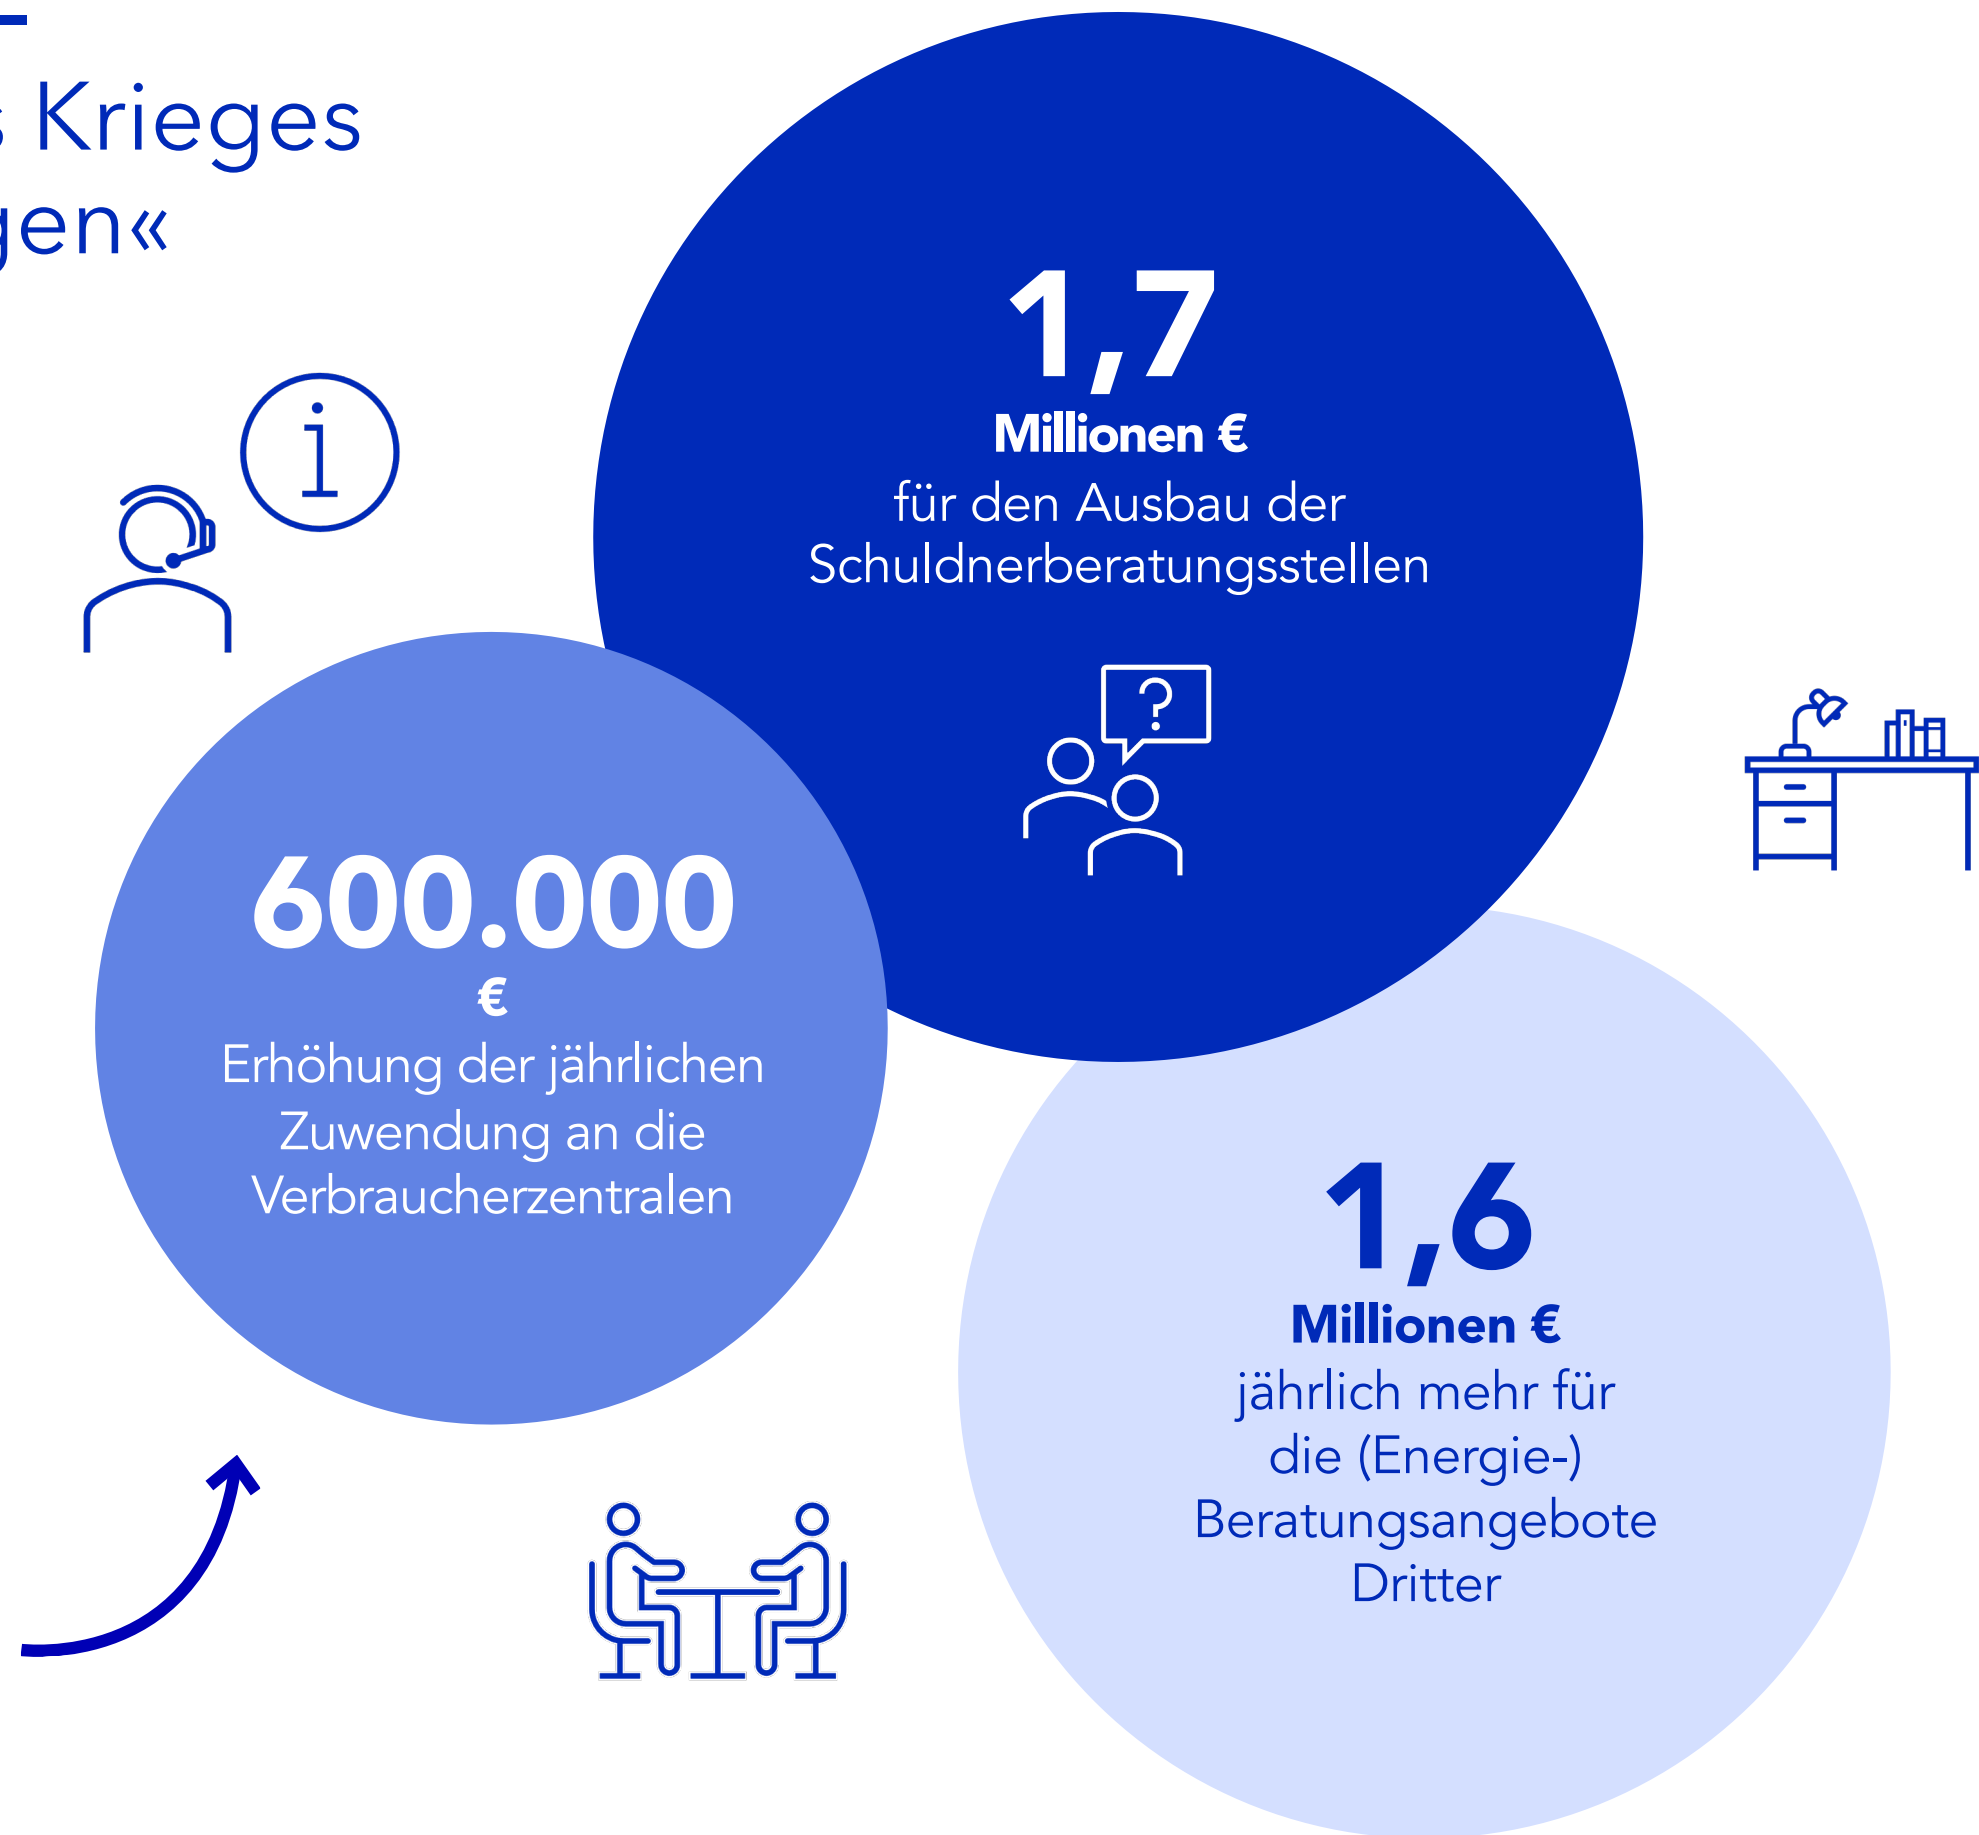 Krieges
gen«
1,7
Millionen €
für den Ausbau der
Schuldnerberatungsstellen
?
i
600.000
€
Erhöhung der jährlichen
Zuwendung an die
Verbraucherzentralen
1,6
Millionen €
jährlich mehr für
die (Energie-)
Beratungsangebote
Dritter